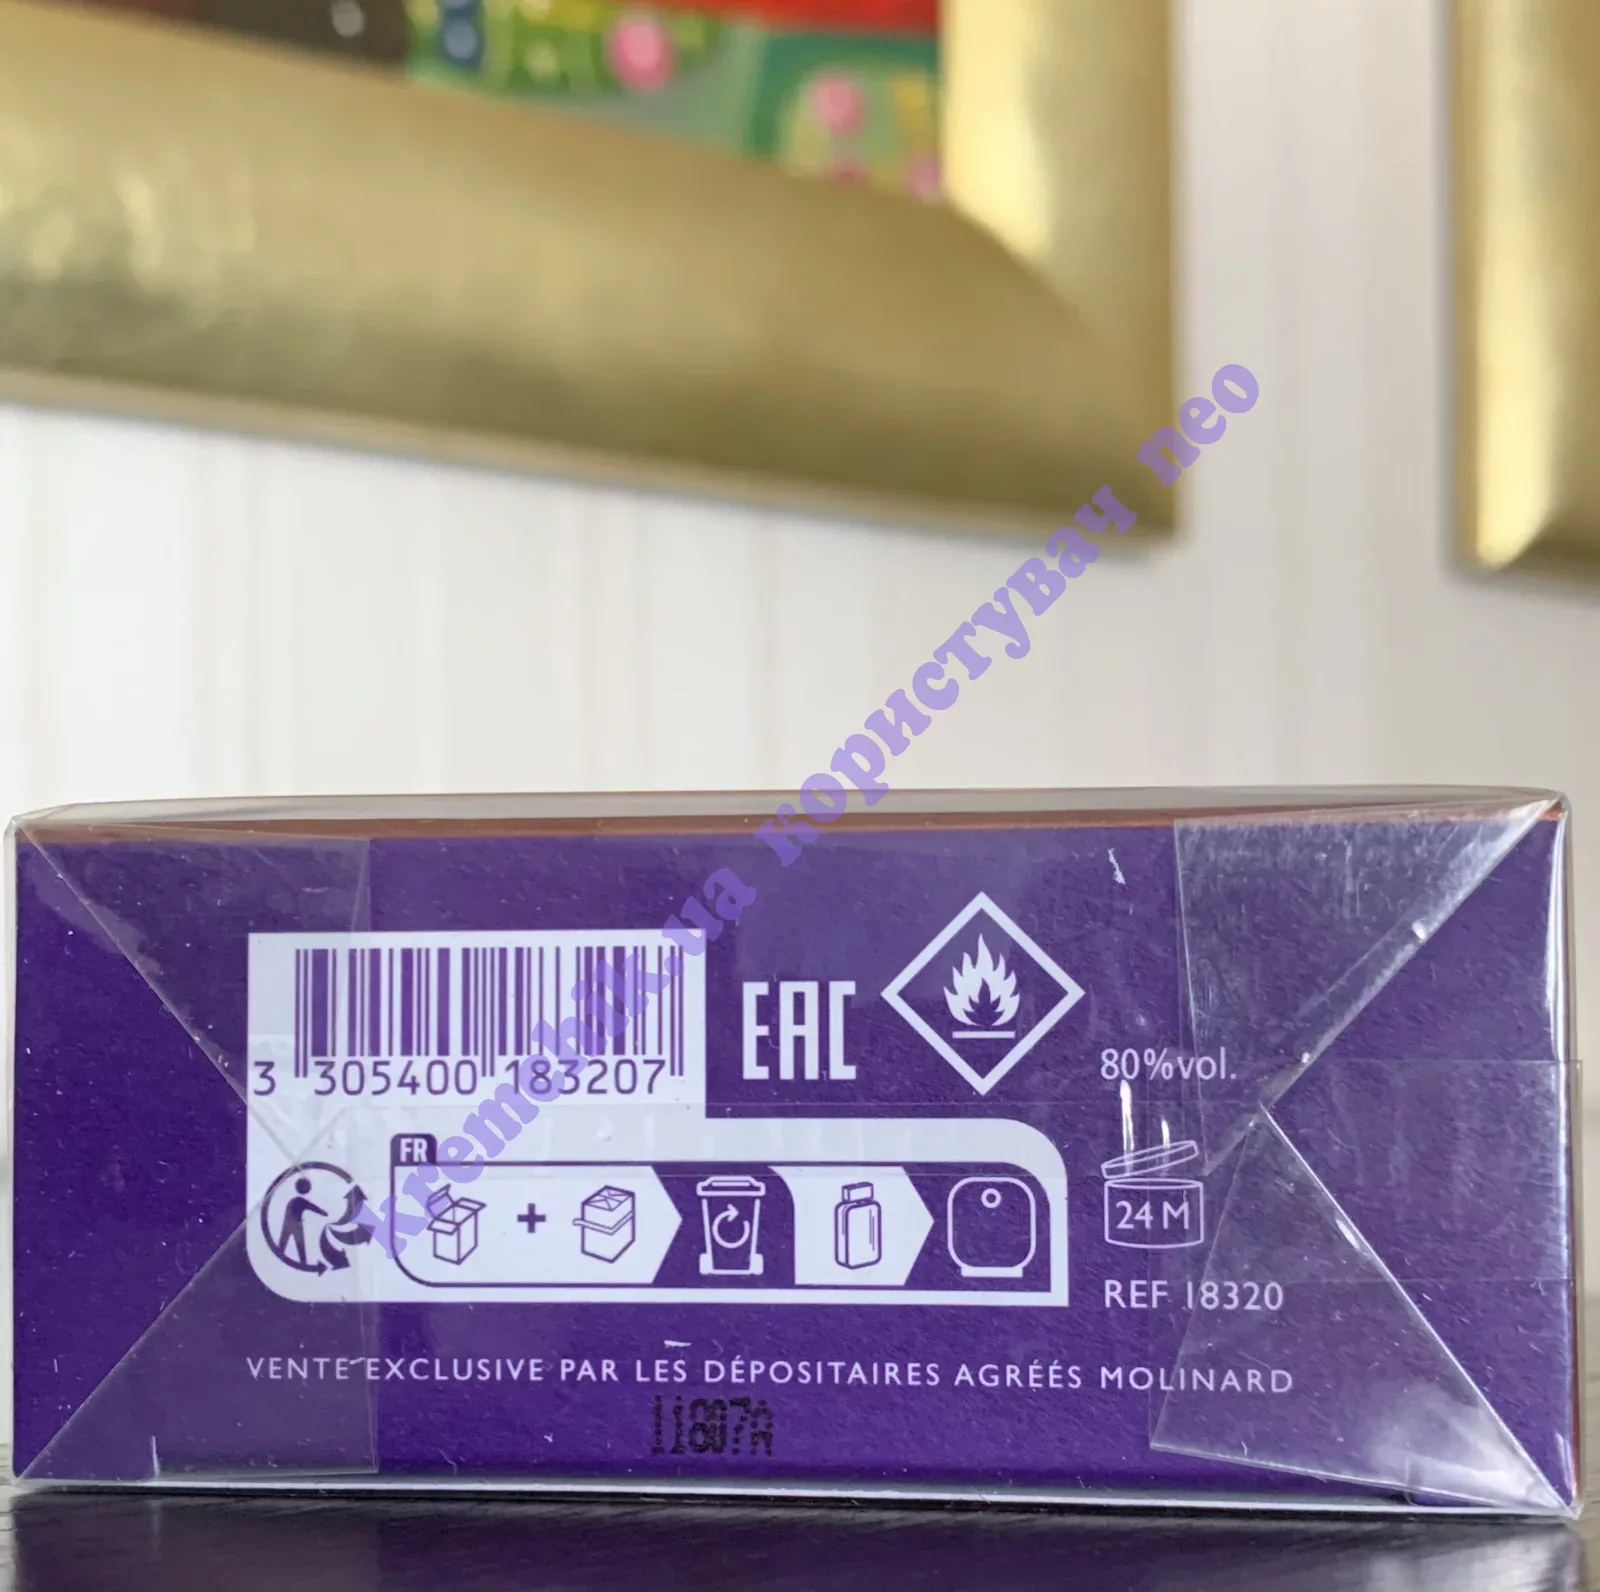 kremchik.ua користувач neo
3 305400 183207
EAC
80%vol.
FR
24 M
REF 18320
VENTE EXCLUSIVE PAR LES DÉPOSITAIRES AGRÉÉS MOLINARD
11807A